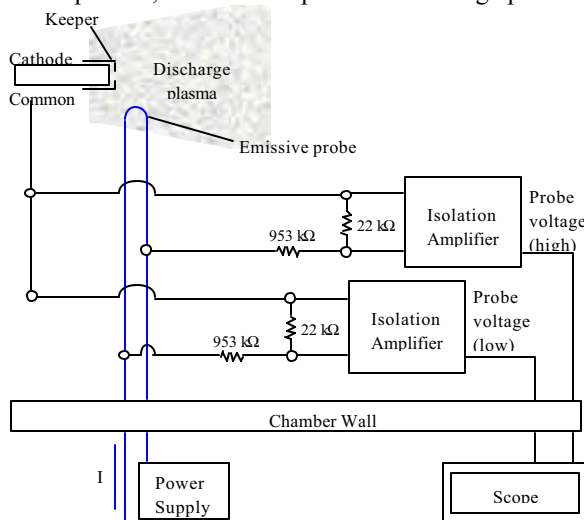 Keeper
Cathode
Common
Discharge
plasma
Emissive probe
Isolation
Amplifier
Probe
voltage
(high)
22 kΩ
953 kΩ
Isolation
Amplifier
Probe
voltage
(low)
22 kΩ
953 kΩ
Chamber Wall
I
Power
Supply
Scope